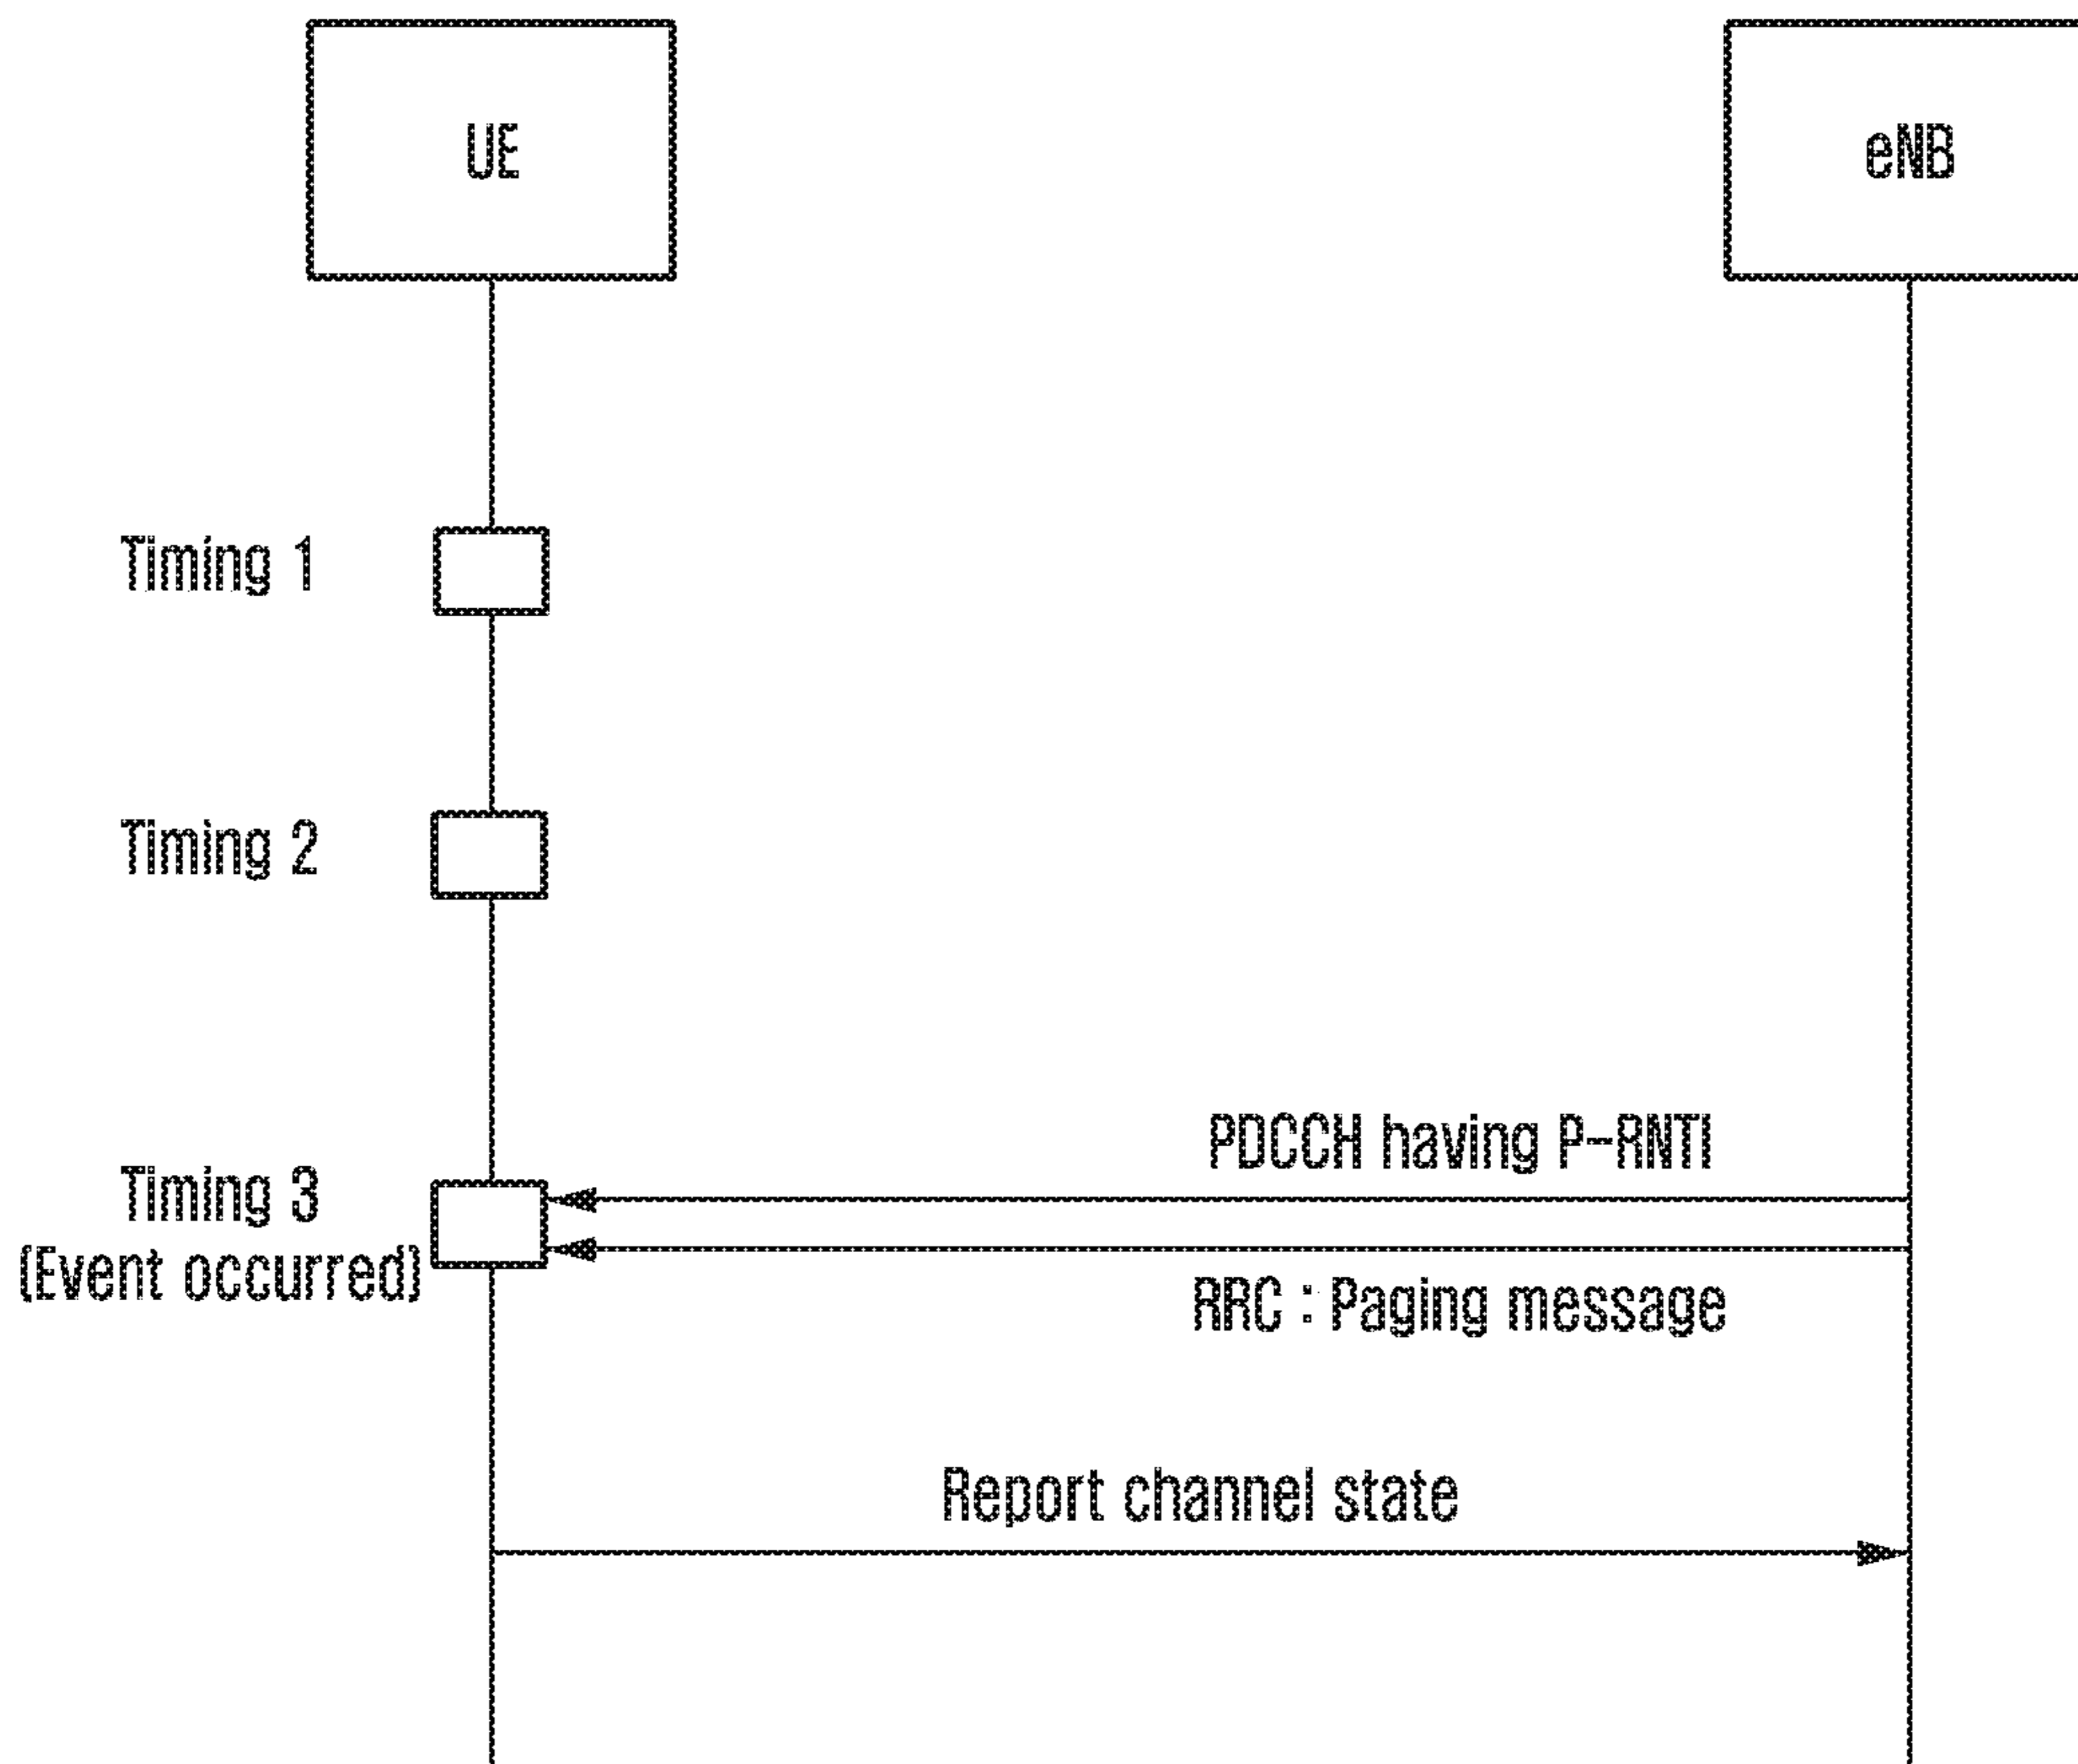 UE
eNB
Timing 1
Timing 2
PDCCH having P-RNTI
Timing 3
(Event occurred)
RRC : Paging message
Report channel state